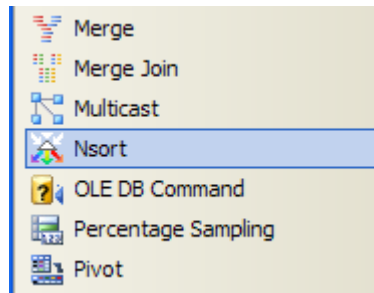 Merge
Merge Join
Multicast
Nsort
OLE DB Command
Percentage Sampling
Pivot